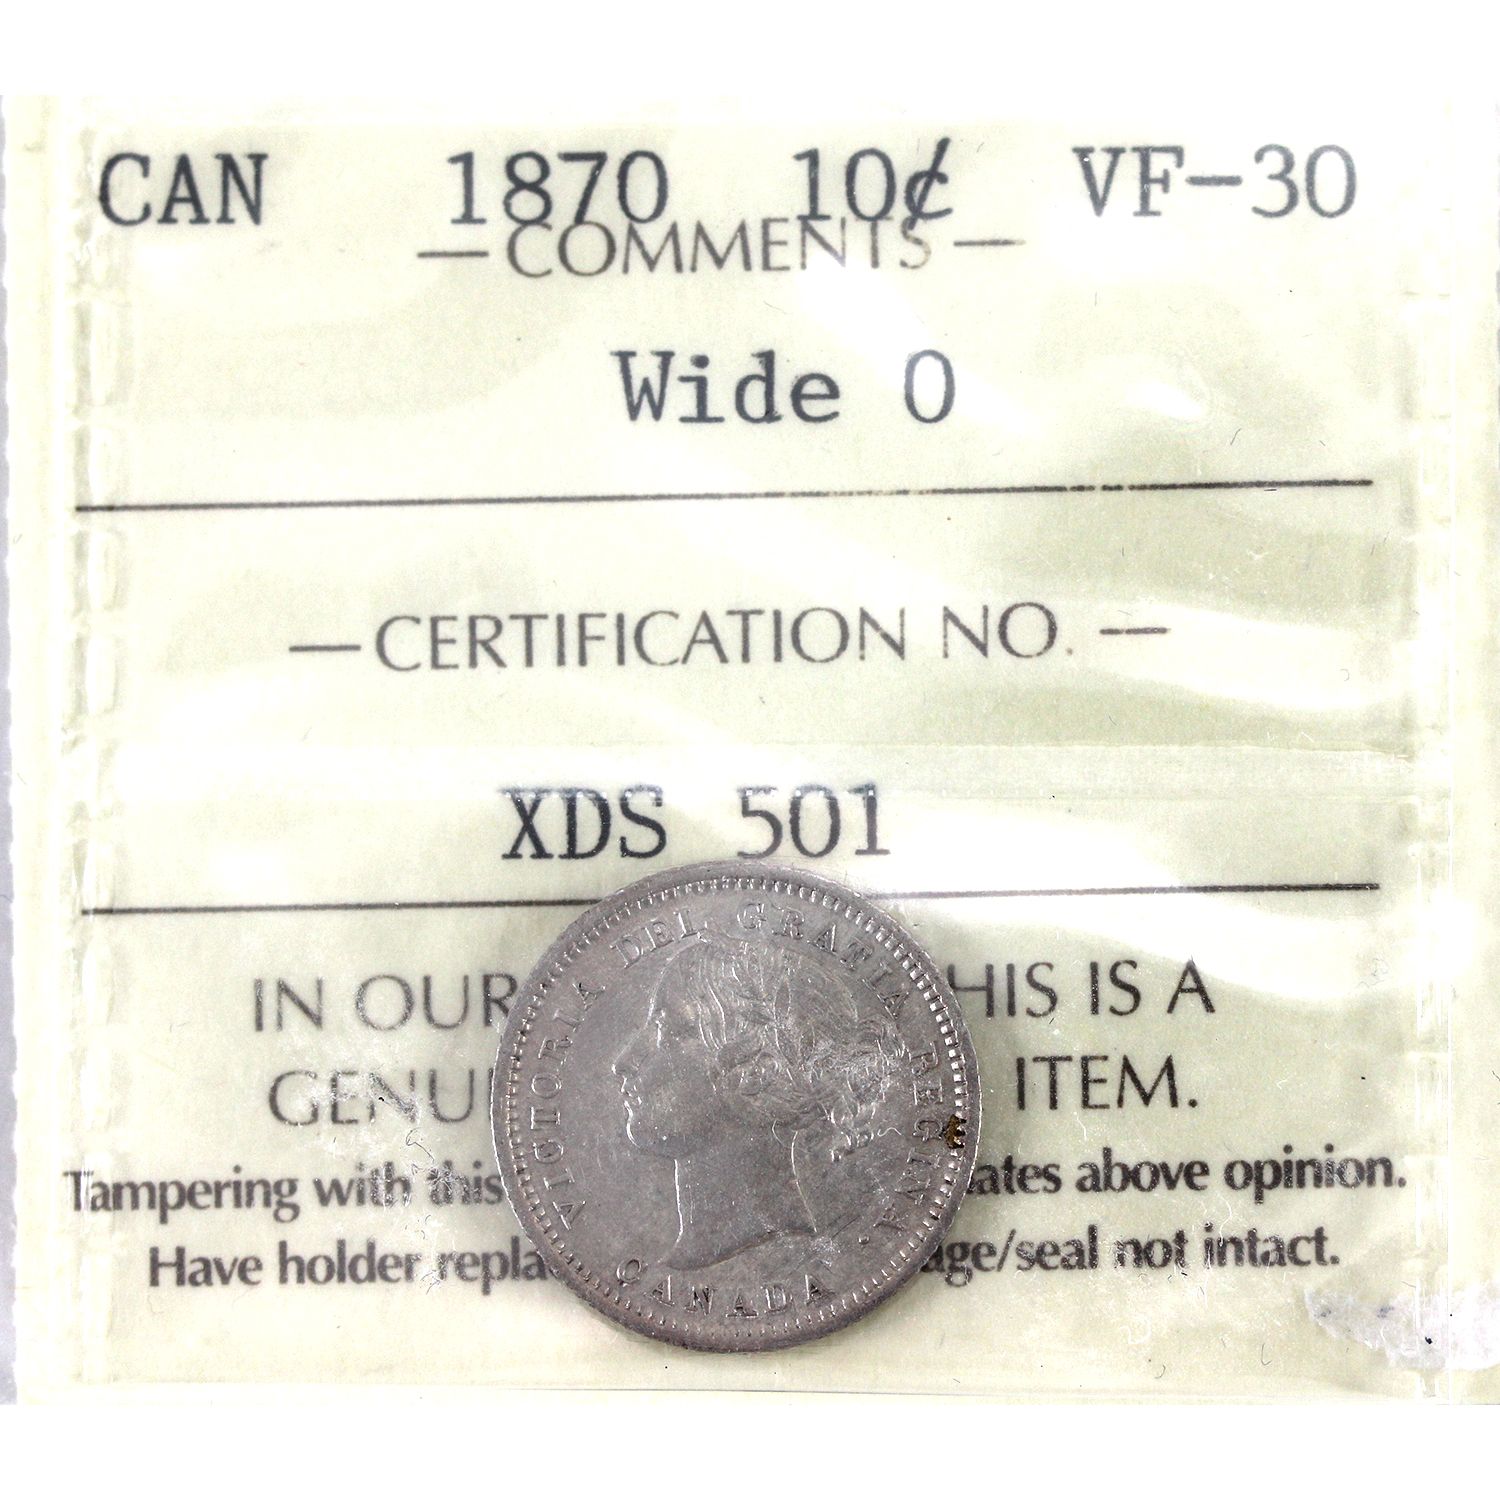 CAN 1870 10¢ VF-30
— COMMENTS —
Wide 0
— CERTIFICATION NO. —
XDS 501
IN OUR HIS IS A
GENU ITEM.
Tampering with this ates above opinion.
Have holder repla age/seal not intact.
VICTORIA DEI GRATIA REGINA.
CANADA